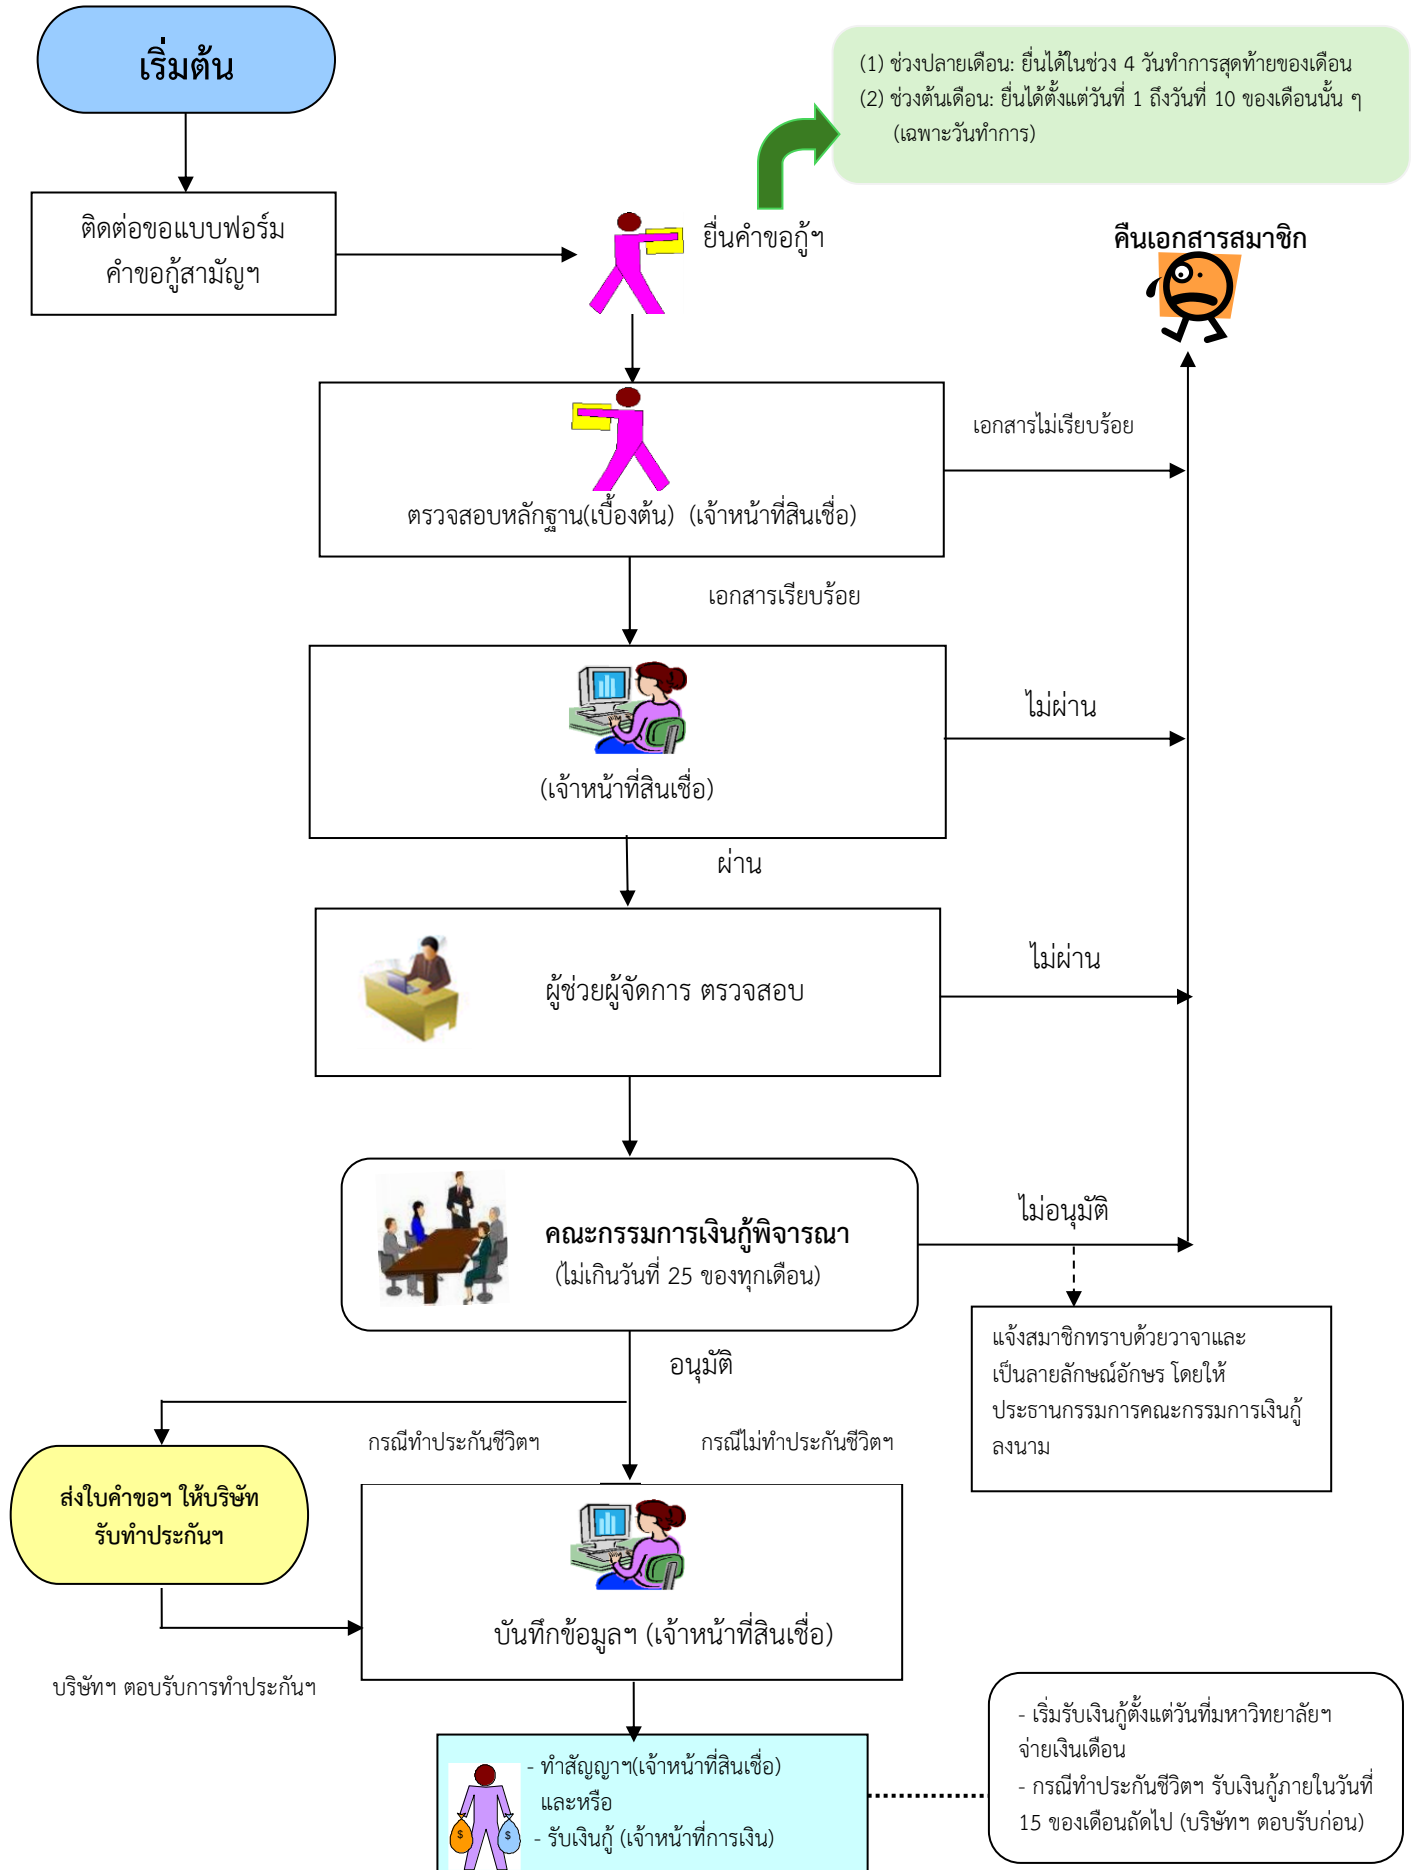 เริ่มต้น
(1) ช่วงปลายเดือน: ยื่นได้ในช่วง 4 วันทำการสุดท้ายของเดือน
(2) ช่วงต้นเดือน: ยื่นได้ตั้งแต่วันที่ 1 ถึงวันที่ 10 ของเดือนนั้น ๆ
(เฉพาะวันทำการ)
ติดต่อขอแบบฟอร์ม
คำขอกู้สามัญฯ
ยื่นคำขอกู้ฯ
คืนเอกสารสมาชิก
เอกสารไม่เรียบร้อย
ตรวจสอบหลักฐาน(เบื้องต้น) (เจ้าหน้าที่สินเชื่อ)
เอกสารเรียบร้อย
ไม่ผ่าน
(เจ้าหน้าที่สินเชื่อ)
ผ่าน
ไม่ผ่าน
ผู้ช่วยผู้จัดการ ตรวจสอบ
ไม่อนุมัติ
คณะกรรมการเงินกู้พิจารณา
(ไม่เกินวันที่ 25 ของทุกเดือน)
แจ้งสมาชิกทราบด้วยวาจาและ
เป็นลายลักษณ์อักษร โดยให้
ประธานกรรมการคณะกรรมการเงินกู้
ลงนาม
อนุมัติ
กรณีทำประกันชีวิตฯ
กรณีไม่ทำประกันชีวิตฯ
ส่งใบคำขอฯ ให้บริษัท
รับทำประกันฯ
บันทึกข้อมูลฯ (เจ้าหน้าที่สินเชื่อ)
บริษัทฯ ตอบรับการทำประกันฯ
- ทำสัญญาฯ(เจ้าหน้าที่สินเชื่อ)
และหรือ
- รับเงินกู้ (เจ้าหน้าที่การเงิน)
$ $
- เริ่มรับเงินกู้ตั้งแต่วันที่มหาวิทยาลัยฯ
จ่ายเงินเดือน
- กรณีทำประกันชีวิตฯ รับเงินกู้ภายในวันที่
15 ของเดือนถัดไป (บริษัทฯ ตอบรับก่อน)